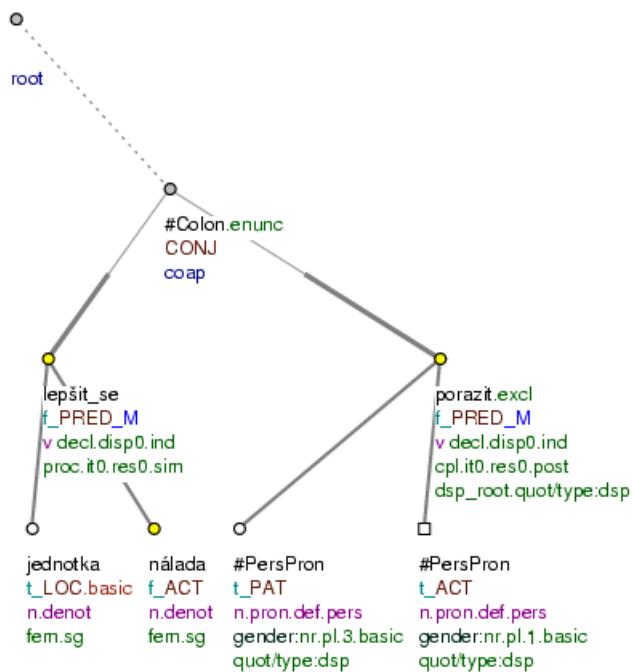 root
#Colon.enunc
CONJ
coap
lepšit_se
f_PRED_M
v decl.disp0.ind
proc.it0.res0.sim
porazit.excl
f_PRED_M
v decl.disp0.ind
cpl.it0.res0.post
dsp_root.quot/type:dsp
jednotka
t_LOC.basic
n.denot
fem.sg
nálada
f_ACT
n.denot
fem.sg
#PersPron
t_PAT
n.pron.def.pers
gender:nr.pl.3.basic
quot/type:dsp
#PersPron
t_ACT
n.pron.def.pers
gender:nr.pl.1.basic
quot/type:dsp